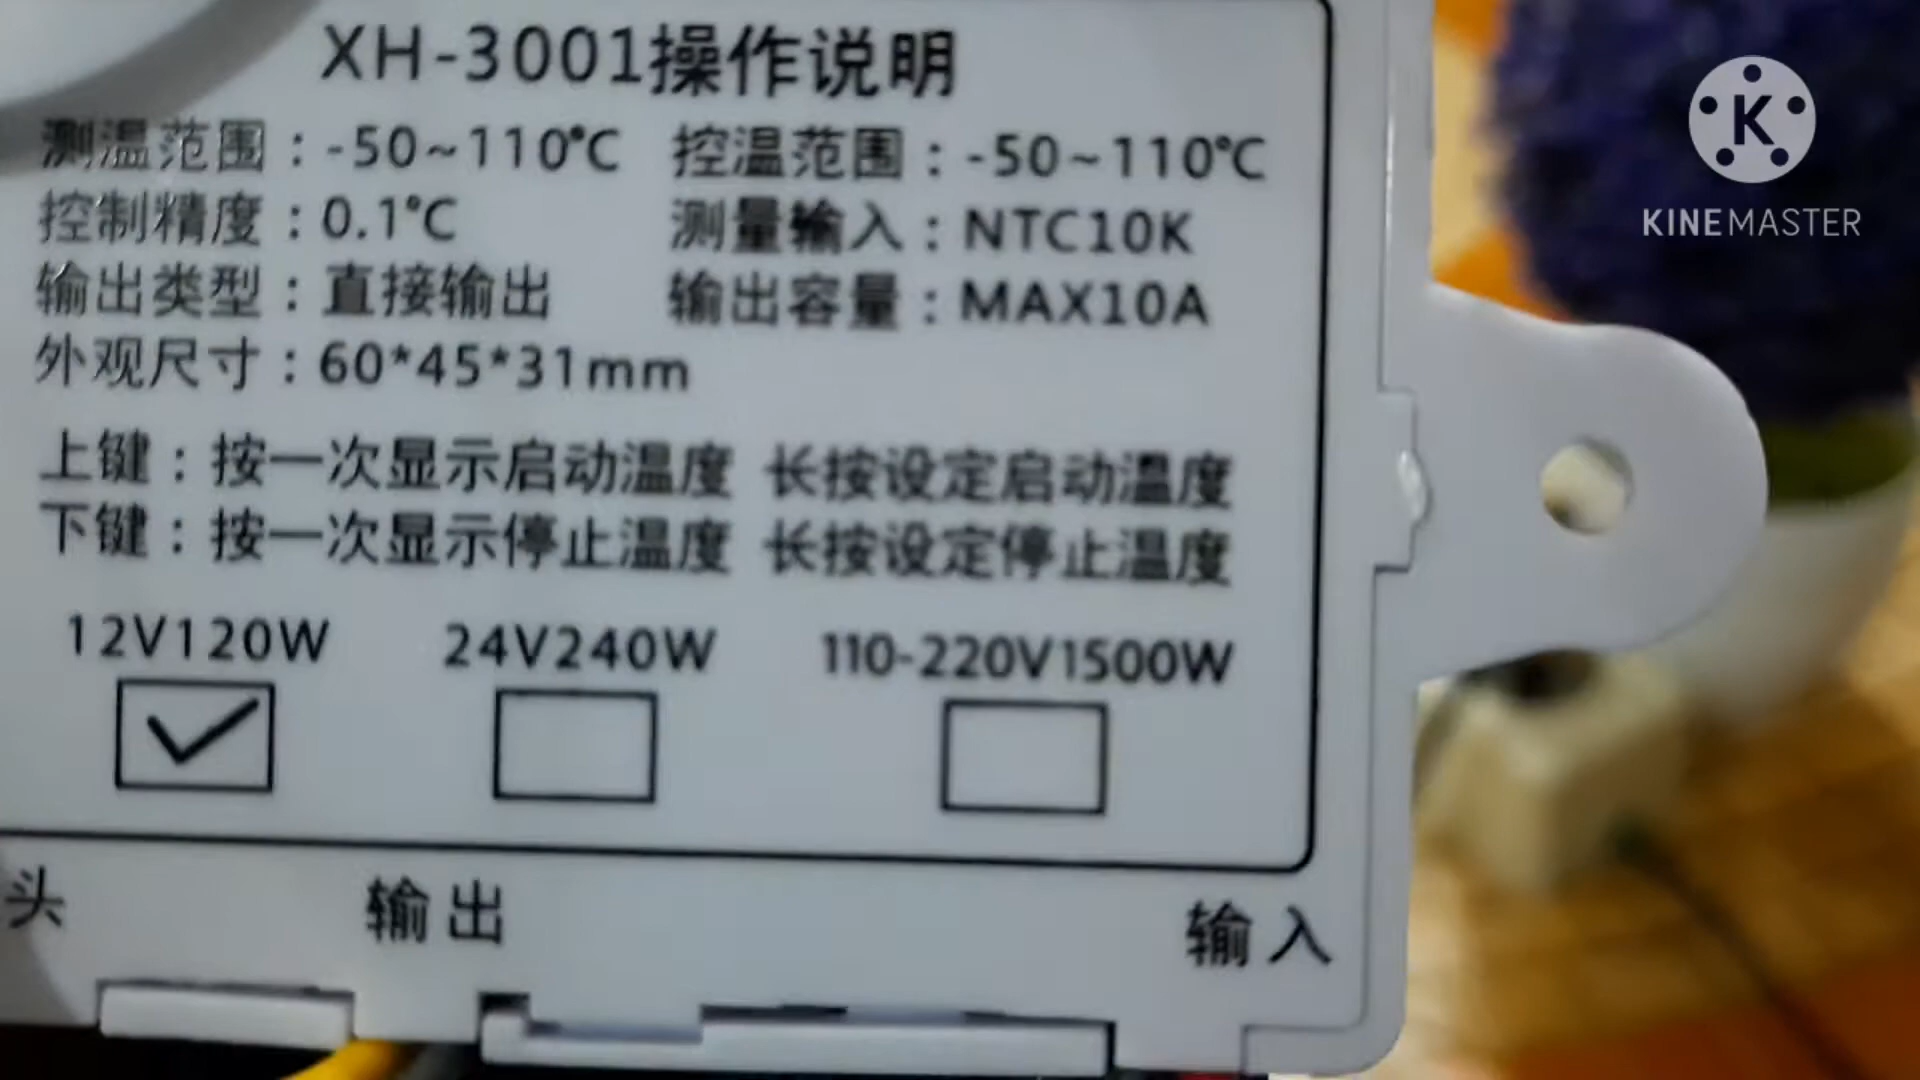 XH-3001操作说明
测温范围：-50~110℃ 控温范围：-50~110℃
控制精度：0.1℃ 测量输入：NTC10K
输出类型：直接输出 输出容量：MAX10A
外观尺寸：60*45*31mm
上键：按一次显示启动温度 长按设定启动温度
下键：按一次显示停止温度 长按设定停止温度
12V120W 24V240W 110-220V1500W
头 输出 输入
K
KINEMASTER